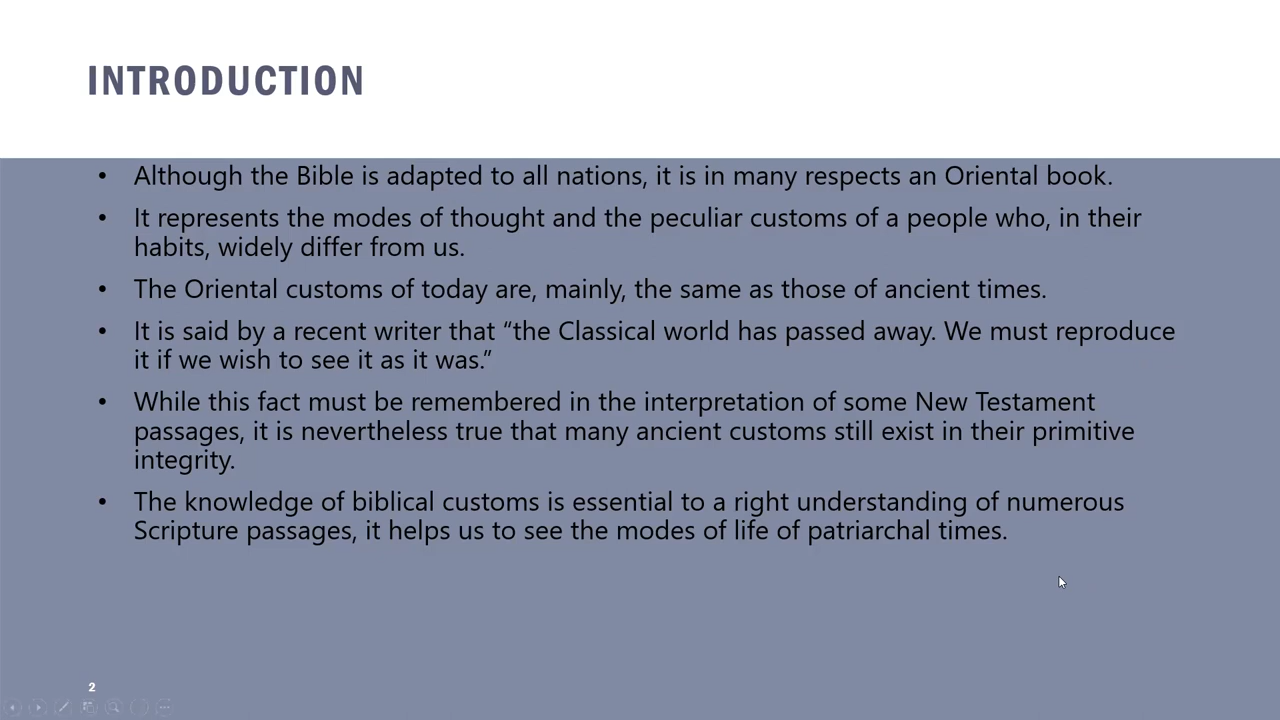 INTRODUCTION
• Although the Bible is adapted to all nations, it is in many respects an Oriental book.
• It represents the modes of thought and the peculiar customs of a people who, in their
habits, widely differ from us.
• The Oriental customs of today are, mainly, the same as those of ancient times.
• It is said by a recent writer that “the Classical world has passed away. We must reproduce
it if we wish to see it as it was.”
• While this fact must be remembered in the interpretation of some New Testament
passages, it is nevertheless true that many ancient customs still exist in their primitive
integrity.
• The knowledge of biblical customs is essential to a right understanding of numerous
Scripture passages, it helps us to see the modes of life of patriarchal times.
2